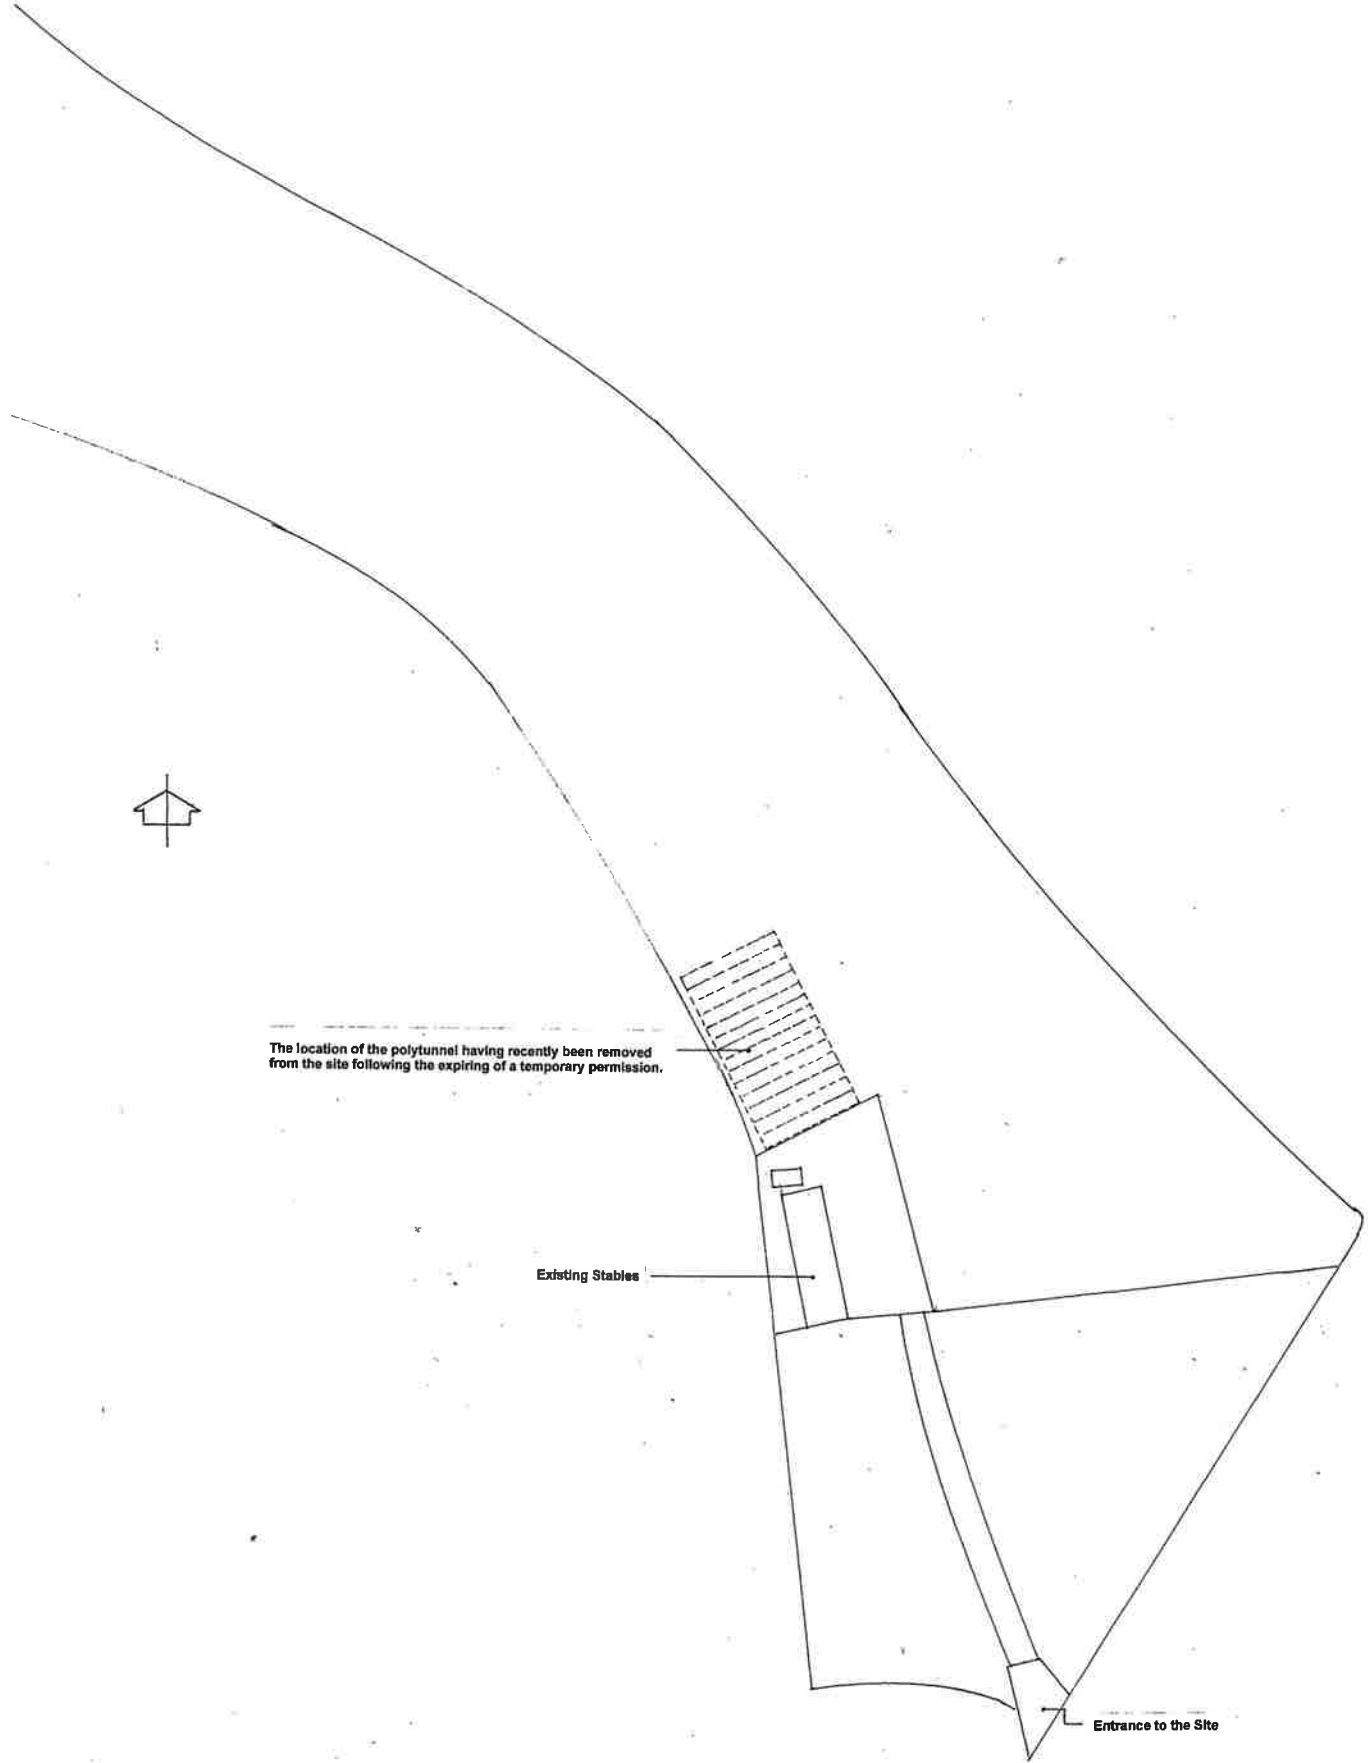 The location of the polytunnel having recently been removed
from the site following the expiring of a temporary permission.
Existing Stables
Entrance to the Site